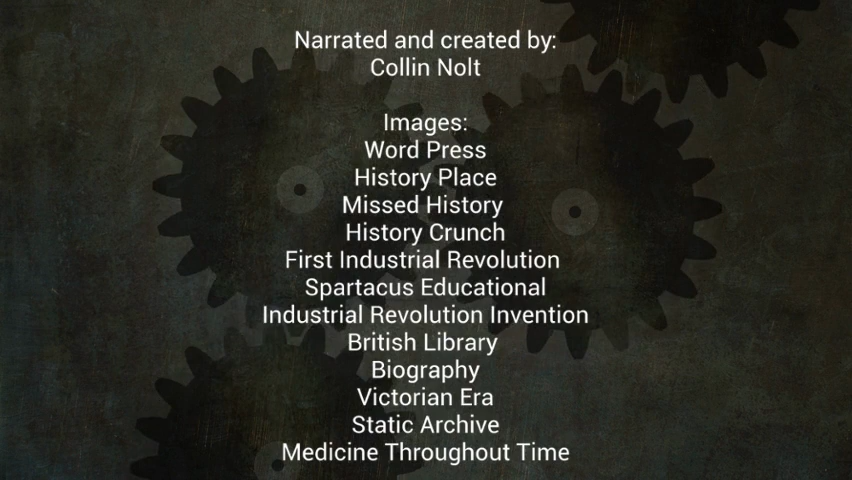 Narrated and created by:
Collin Nolt
Images:
Word Press
History Place
Missed History
History Crunch
First Industrial Revolution
Spartacus Educational
Industrial Revolution Invention
British Library
Biography
Victorian Era
Static Archive
Medicine Throughout Time